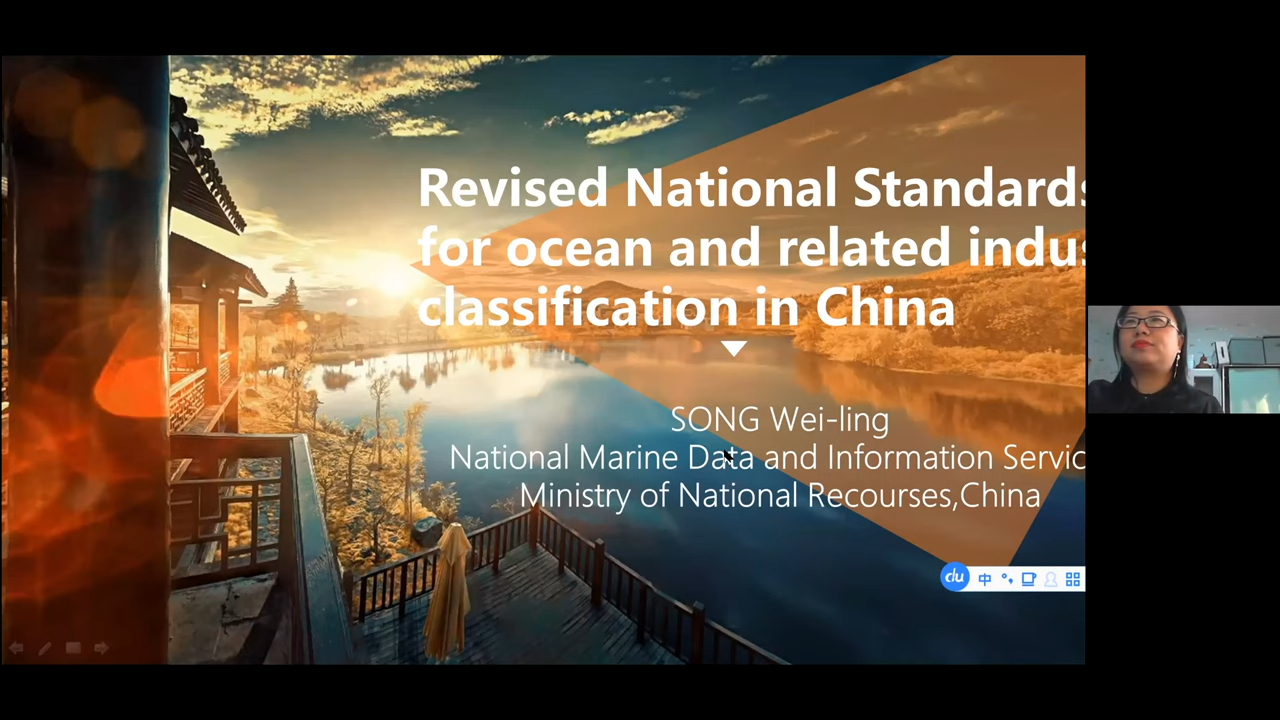 Revised National Standards
for ocean and related indus
classification in China
SONG Wei-ling
National Marine Data and Information Servic
Ministry of National Recourses,China
du 中